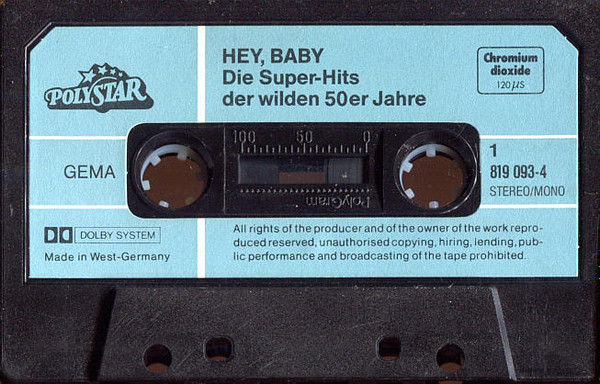 HEY, BABY
Die Super-Hits
der wilden 50er Jahre
POLYSTAR
Chromium
dioxide
120 µS
100 50 0
GEMA
1
819 093-4
STEREO/MONO
PolyGram
DOLBY SYSTEM
Made in West-Germany
All rights of the producer and of the owner of the work repro-
duced reserved, unauthorised copying, hiring, lending, pub-
lic performance and broadcasting of the tape prohibited.